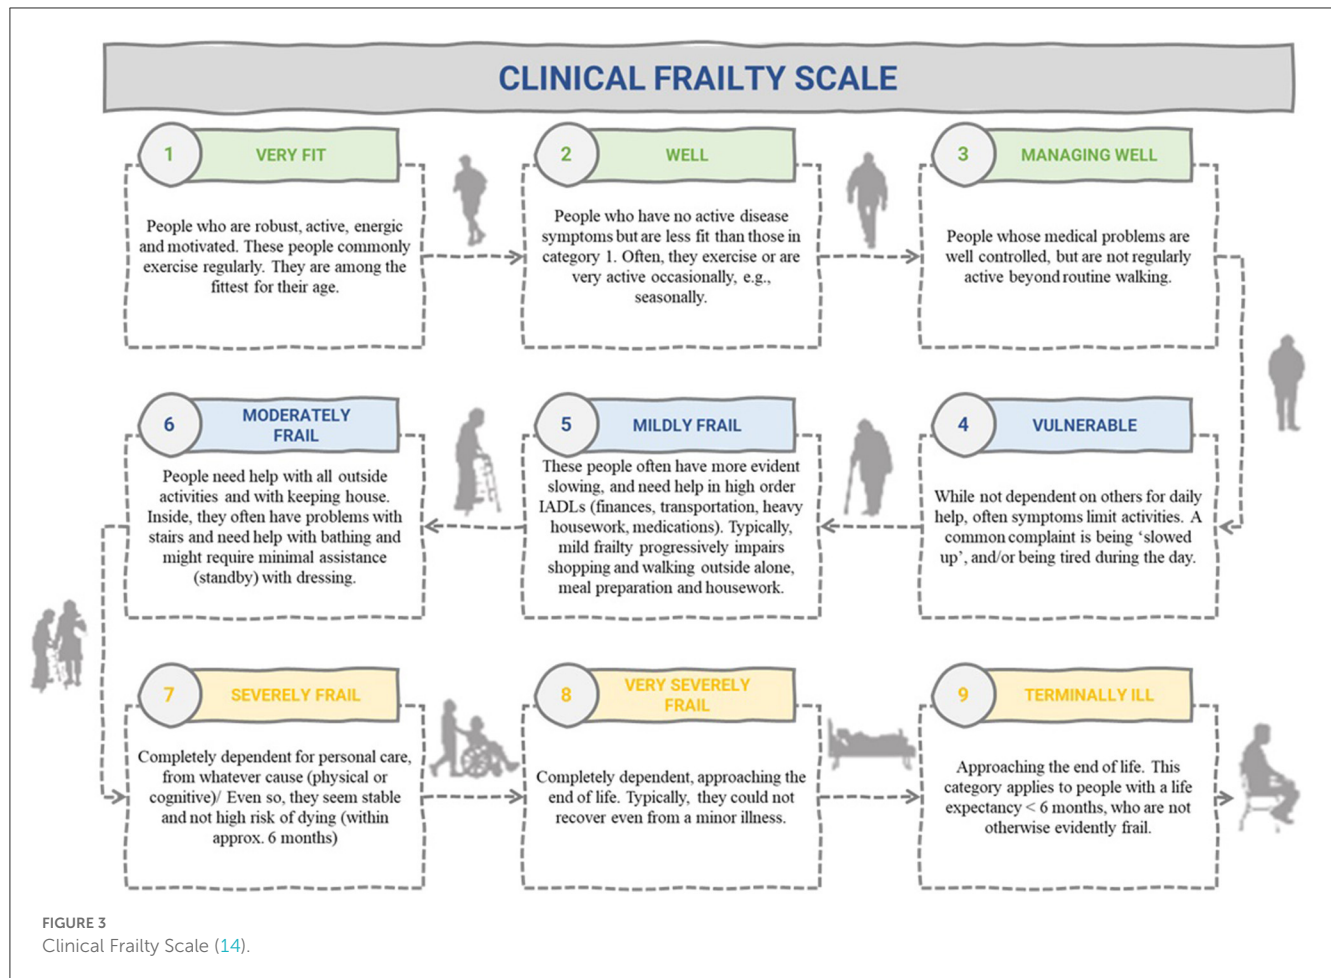 CLINICAL FRAILTY SCALE
1
VERY FIT
People who are robust, active, energic
and motivated. These people commonly
exercise regularly. They are among the
fittest for their age.
2
WELL
People who have no active disease
symptoms but are less fit than those in
category 1. Often, they exercise or are
very active occasionally, e.g.,
seasonally.
3
MANAGING WELL
People whose medical problems are
well controlled, but are not regularly
active beyond routine walking.
6
MODERATELY
FRAIL
People need help with all outside
activities and with keeping house.
Inside, they often have problems with
stairs and need help with bathing and
might require minimal assistance
(standby) with dressing.
5
MILDLY FRAIL
These people often have more evident
slowing, and need help in high order
IADLs (finances, transportation, heavy
housework, medications). Typically,
mild frailty progressively impairs
shopping and walking outside alone,
meal preparation and housework.
4
VULNERABLE
While not dependent on others for daily
help, often symptoms limit activities. A
common complaint is being ‘slowed
up’, and/or being tired during the day.
7
SEVERELY FRAIL
Completely dependent for personal care,
from whatever cause (physical or
cognitive)/ Even so, they seem stable
and not high risk of dying (within
approx. 6 months)
8
VERY SEVERELY
FRAIL
Completely dependent, approaching the
end of life. Typically, they could not
recover even from a minor illness.
9
TERMINALLY ILL
Approaching the end of life. This
category applies to people with a life
expectancy < 6 months, who are not
otherwise evidently frail.
FIGURE 3
Clinical Frailty Scale (14).